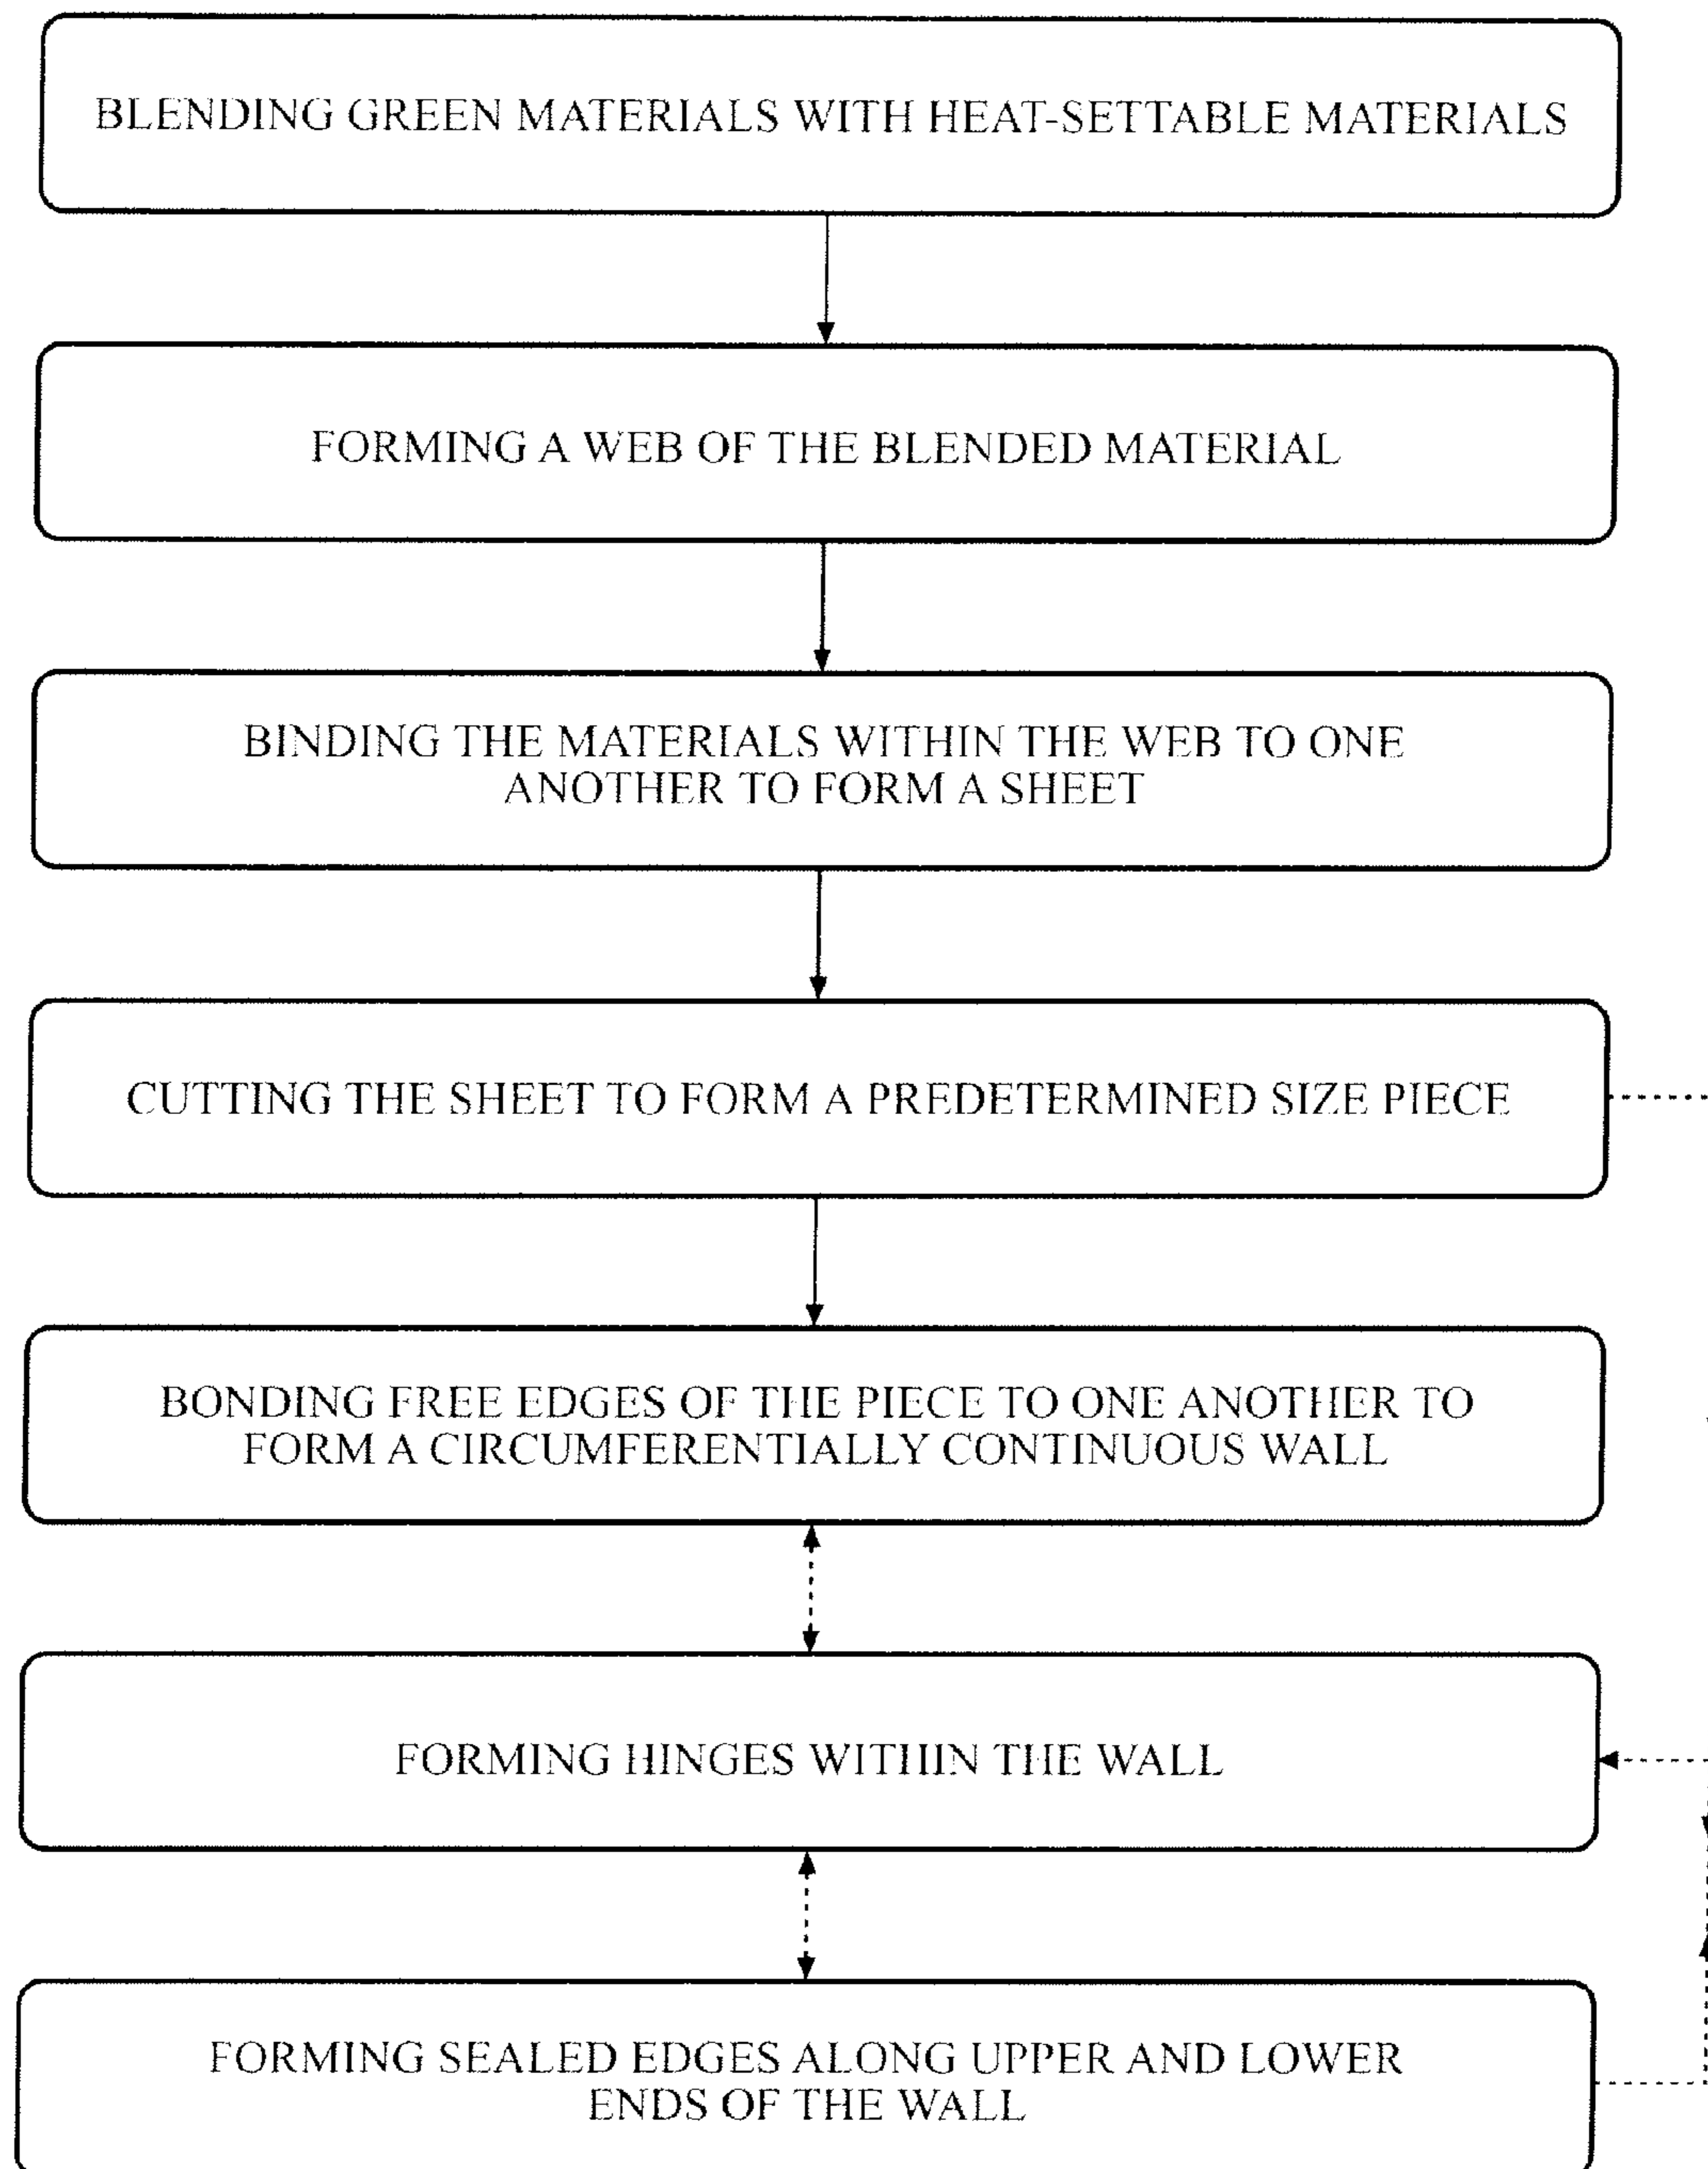 BLENDING GREEN MATERIALS WITH HEAT-SETTABLE MATERIALS
FORMING A WEB OF THE BLENDED MATERIAL
BINDING THE MATERIALS WITHIN THE WEB TO ONE
ANOTHER TO FORM A SHEET
CUTTING THE SHEET TO FORM A PREDETERMINED SIZE PIECE
BONDING FREE EDGES OF THE PIECE TO ONE ANOTHER TO
FORM A CIRCUMFERENTIALLY CONTINUOUS WALL
FORMING HINGES WITHIN THE WALL
FORMING SEALED EDGES ALONG UPPER AND LOWER
ENDS OF THE WALL